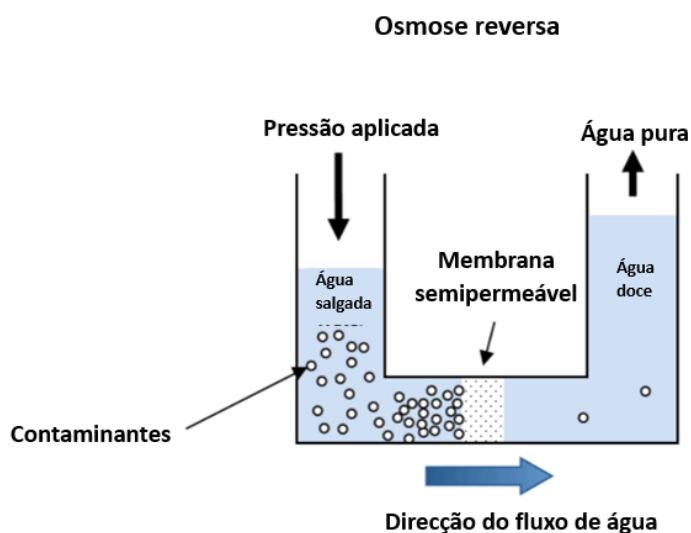 Osmose reversa
Pressão aplicada
Água pura
Água
salgada
Membrana
semipermeável
Água
doce
Contaminantes
Direcção do fluxo de água